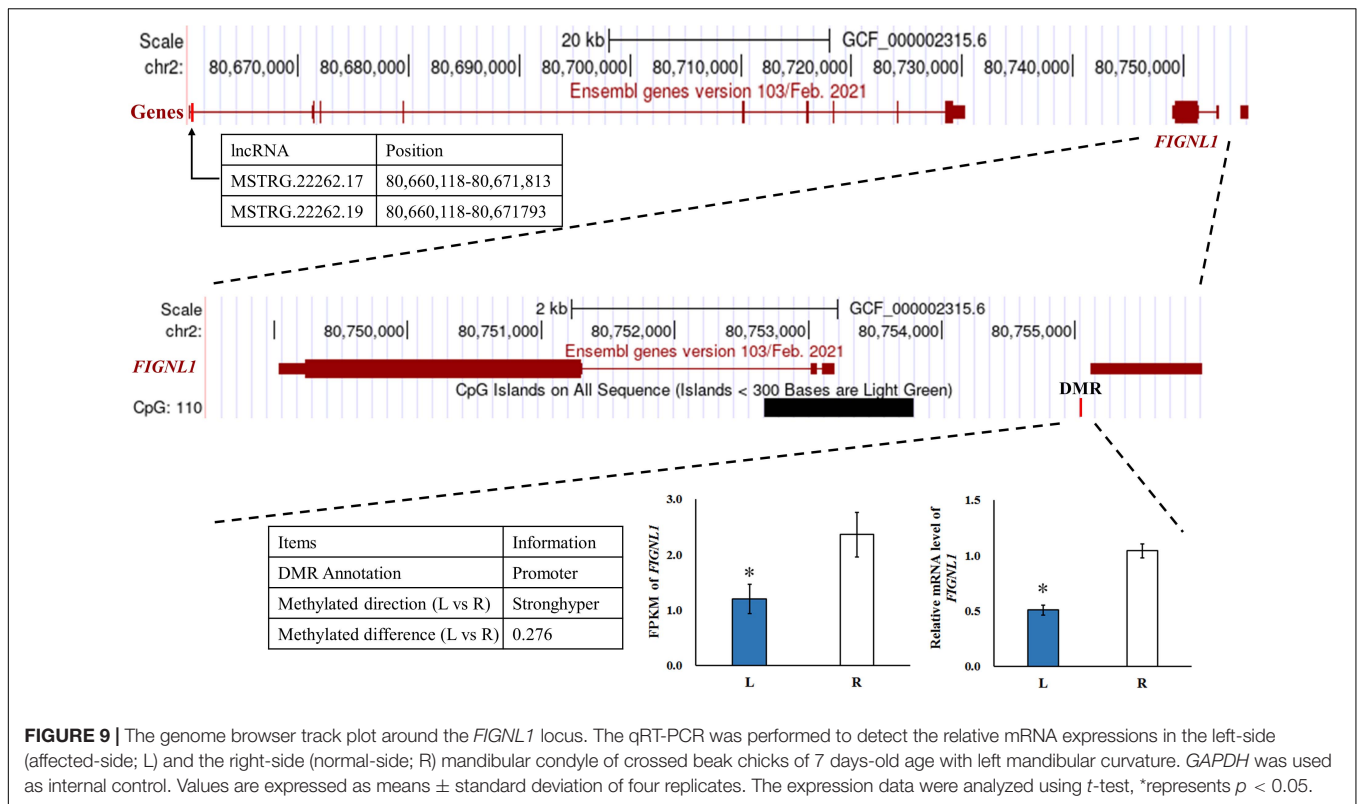 Scale 20 kb GCF_000002315.6
chr2: 80,670,000 80,680,000 80,690,000 80,700,000 80,710,000 80,720,000 80,730,000 80,740,000 80,750,000
Ensembl genes version 103/Feb. 2021
Genes
FIGNL1
lncRNA Position
MSTRG.22262.17 80,660,118-80,671,813
MSTRG.22262.19 80,660,118-80,671793
Scale 2 kb GCF_000002315.6
chr2: 80,750,000 80,751,000 80,752,000 80,753,000 80,754,000 80,755,000
Ensembl genes version 103/Feb. 2021
FIGNL1
CpG Islands on All Sequence (Islands < 300 Bases are Light Green)
DMR
CpG: 110
Items Information
DMR Annotation Promoter
Methylated direction (L vs R) Stronghyper
Methylated difference (L vs R) 0.276
FPKM of FIGNL1
3.0
2.0
1.0
0.0
*
L R
Relative mRNA level of
FIGNL1
1.5
1.0
0.5
0.0
*
L R
FIGURE 9 | The genome browser track plot around the FIGNL1 locus. The qRT-PCR was performed to detect the relative mRNA expressions in the left-side
(affected-side; L) and the right-side (normal-side; R) mandibular condyle of crossed beak chicks of 7 days-old age with left mandibular curvature. GAPDH was used
as internal control. Values are expressed as means ± standard deviation of four replicates. The expression data were analyzed using t-test, *represents p < 0.05.